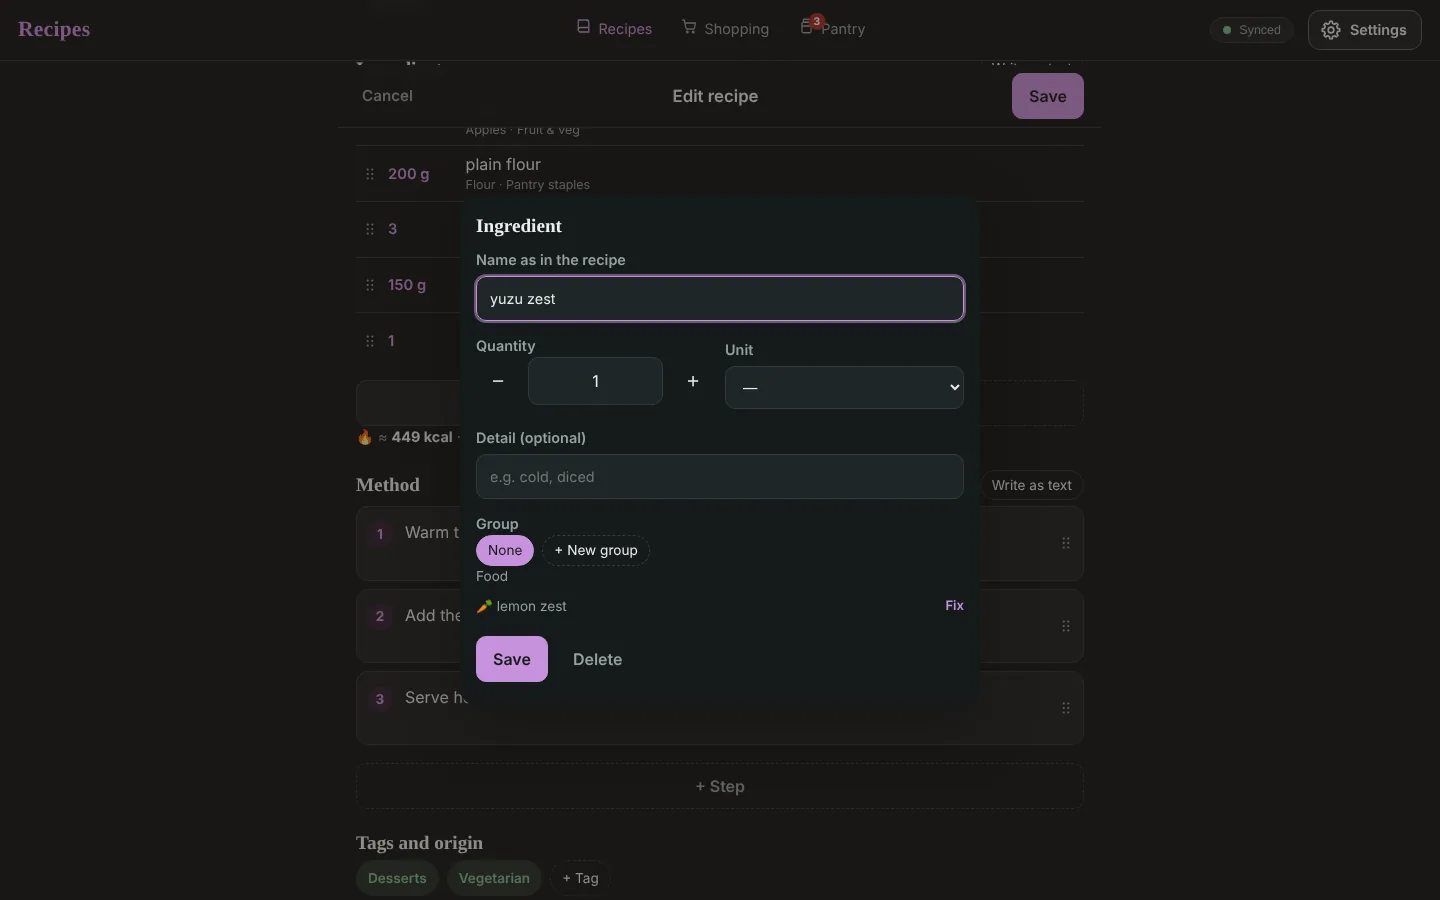 Recipes
Recipes
Shopping
3
Pantry
Synced
Settings
Cancel
Edit recipe
Save
Apples · Fruit & veg
200 g
plain flour
Flour · Pantry staples
3
150 g
1
≈ 449 kcal ·
Ingredient
Name as in the recipe
yuzu zest
Quantity
Unit
−
1
+
—
Detail (optional)
e.g. cold, diced
Group
None
+ New group
Food
lemon zest
Fix
Save
Delete
Method
Write as text
1
Warm t
2
Add the
3
Serve
+ Step
Tags and origin
Desserts
Vegetarian
+ Tag